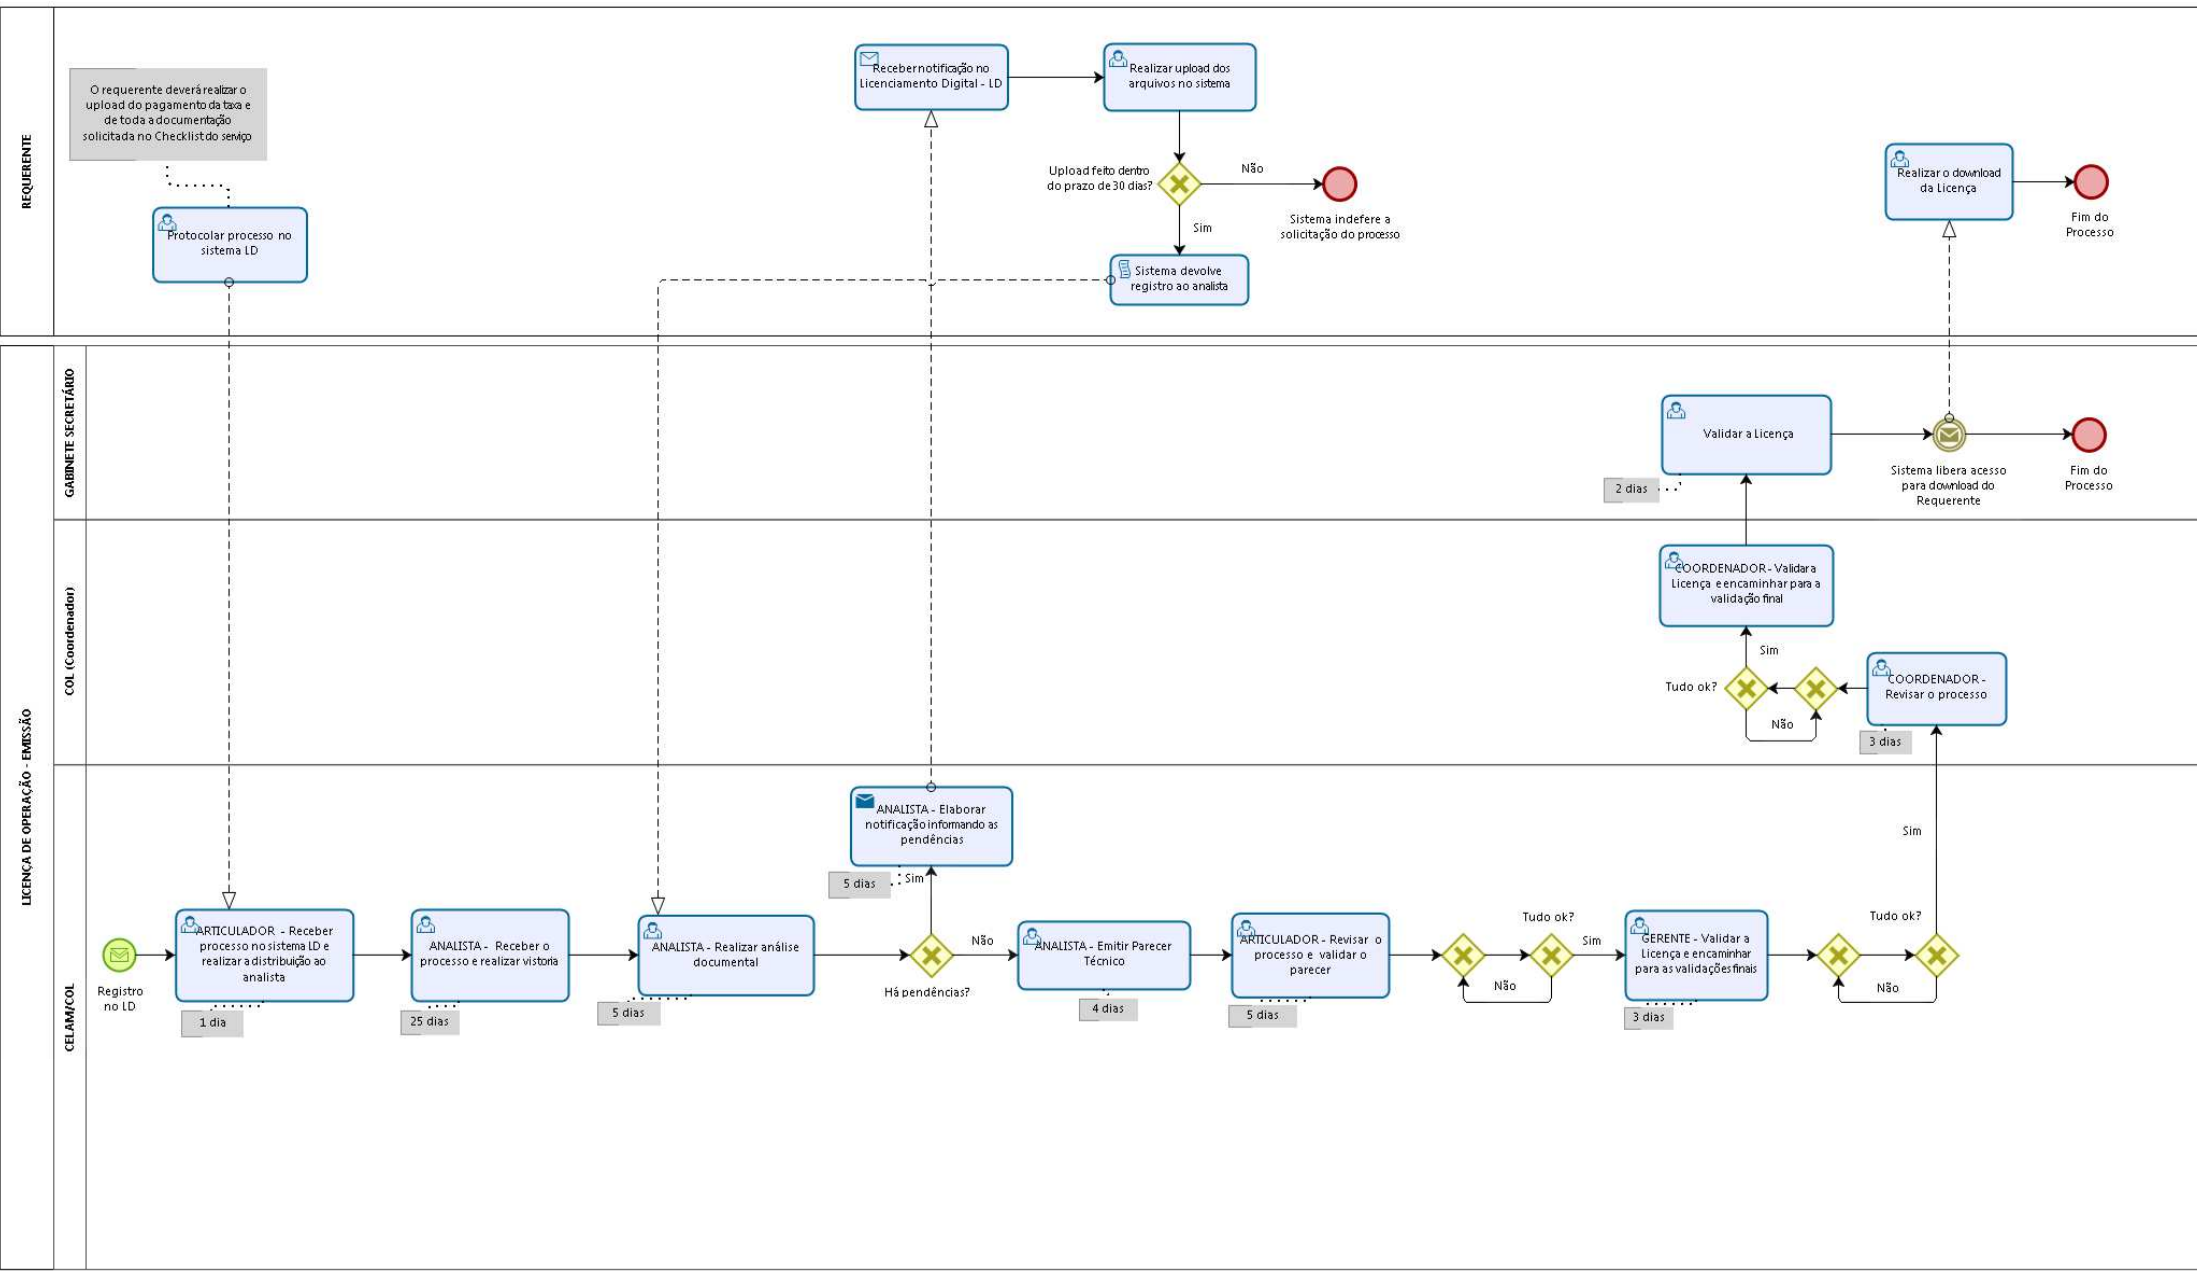 REQUERENTE
O requerente deverá realizar o
upload do pagamento da taxa e
de toda a documentação
solicitada no Checklist do serviço
Protocolar processo no
sistema LD
Receber notificação no
Licenciamento Digital - LD
Realizar upload dos
arquivos no sistema
Upload feito dentro
do prazo de 30 dias?
Não
Sistema indefere a
solicitação do processo
Sim
Sistema devolve
registro ao analista
Realizar o download
da Licença
Fim do
Processo
LICENÇA DE OPERAÇÃO - EMISSÃO
GABINETE SECRETÁRIO
Validar a Licença
2 dias
Sistema libera acesso
para download do
Requerente
Fim do
Processo
COL (Coordenador)
COORDENADOR - Validar a
Licença e encaminhar para a
validação final
Sim
Tudo ok?
Não
COORDENADOR -
Revisar o processo
3 dias
CELAM/COL
Registro
no LD
ARTICULADOR - Receber
processo no sistema LD e
realizar a distribuição ao
analista
1 dia
ANALISTA - Receber o
processo e realizar vistoria
25 dias
ANALISTA - Realizar análise
documental
5 dias
ANALISTA - Elaborar
notificação informando as
pendências
5 dias
Sim
Há pendências?
Não
ANALISTA - Emitir Parecer
Técnico
4 dias
ARTICULADOR - Revisar o
processo e validar o
parecer
5 dias
Tudo ok?
Não
Sim
GERENTE - Validar a
Licença e encaminhar
para as validações finais
3 dias
Tudo ok?
Não
Sim